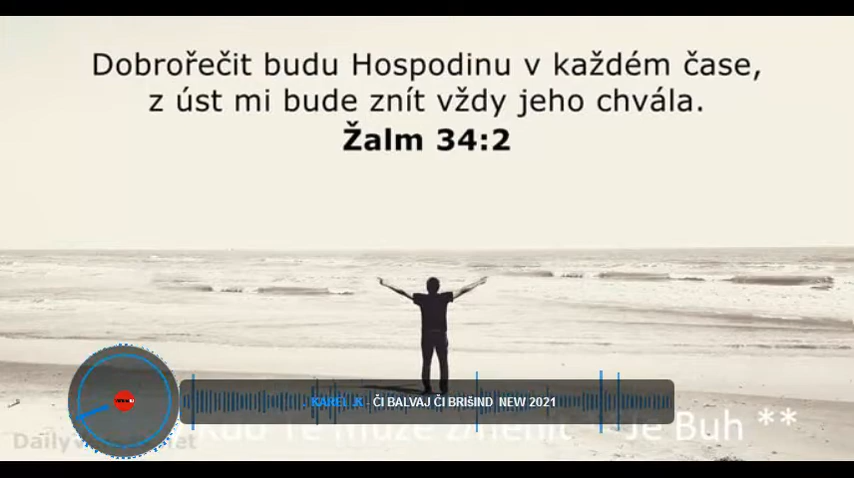 Dobrořečit budu Hospodinu v každém čase,
z úst mi bude znít vždy jeho chvála.
Žalm 34:2
KAREL .K - ČI BALVAJ ČI BRIŠIND NEW 2021
Je Buh **